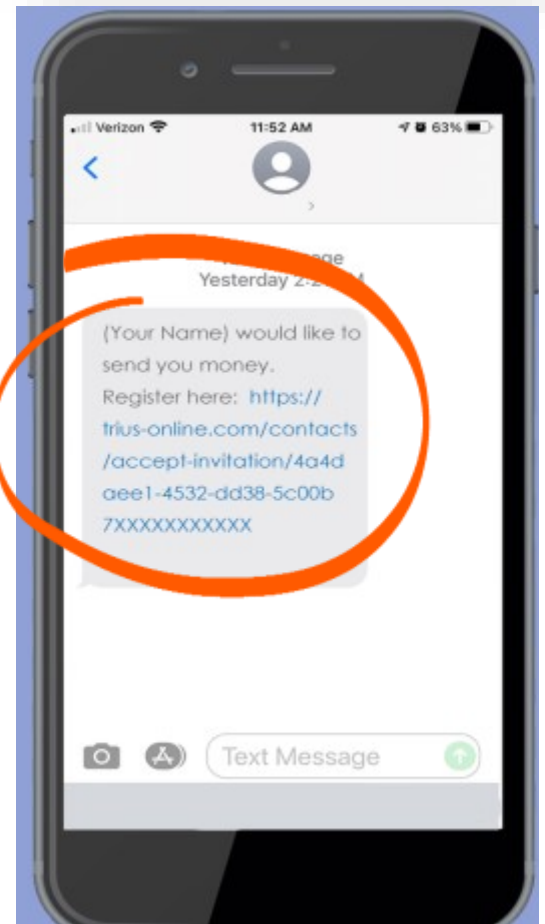 Verizon 11:52 AM 63%
Yesterday
(Your Name) would like to
send you money.
Register here: https://
trius-online.com/contacts
/accept-invitation/4a4d
aee1-4532-dd38-5c00b
7XXXXXXXXXXX
Text Message